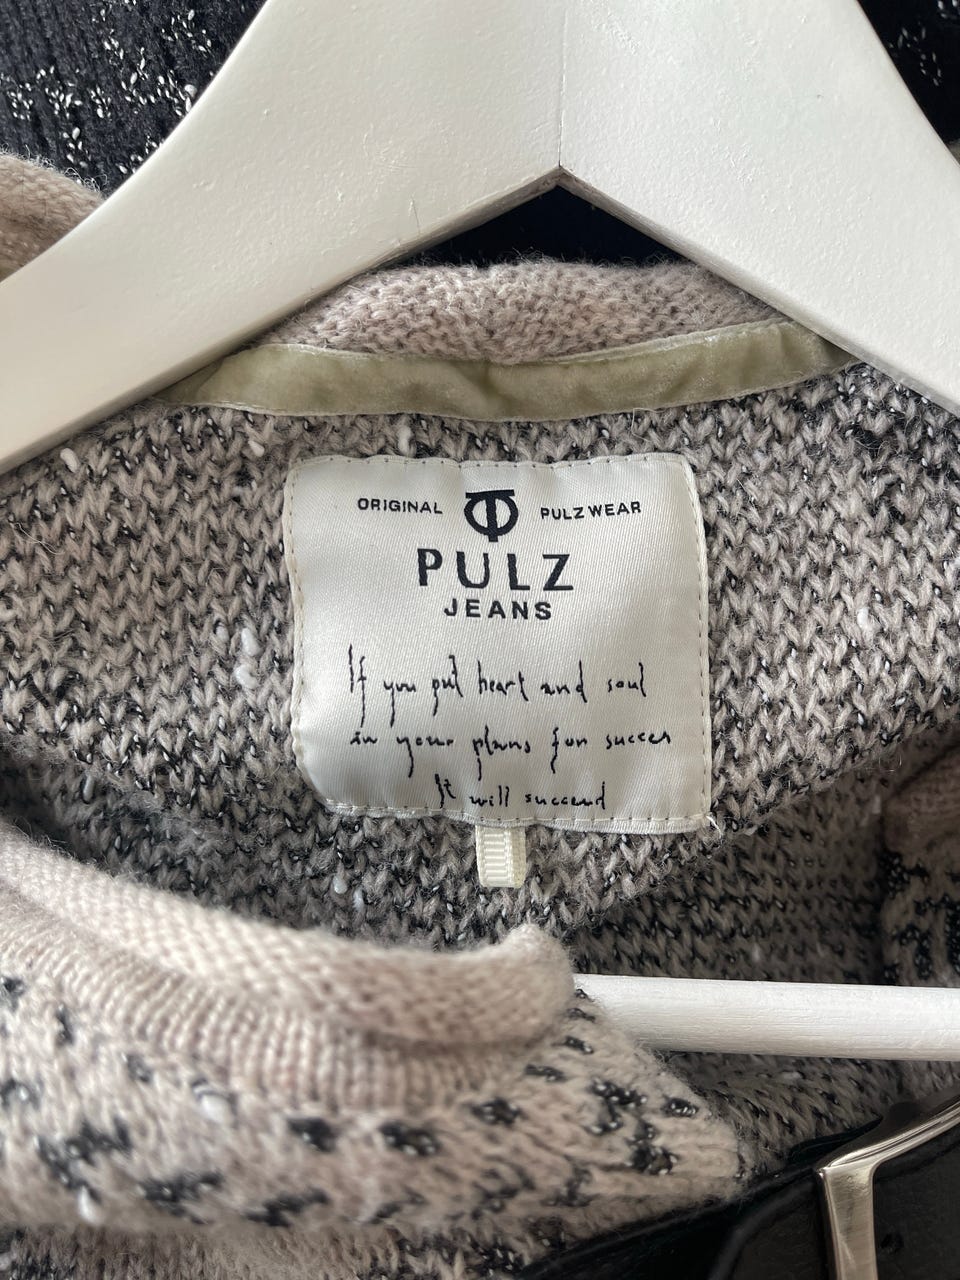 ORIGINAL PULZWEAR
PULZ
JEANS
If you put heart and soul
in your plans for succes
It will succeed